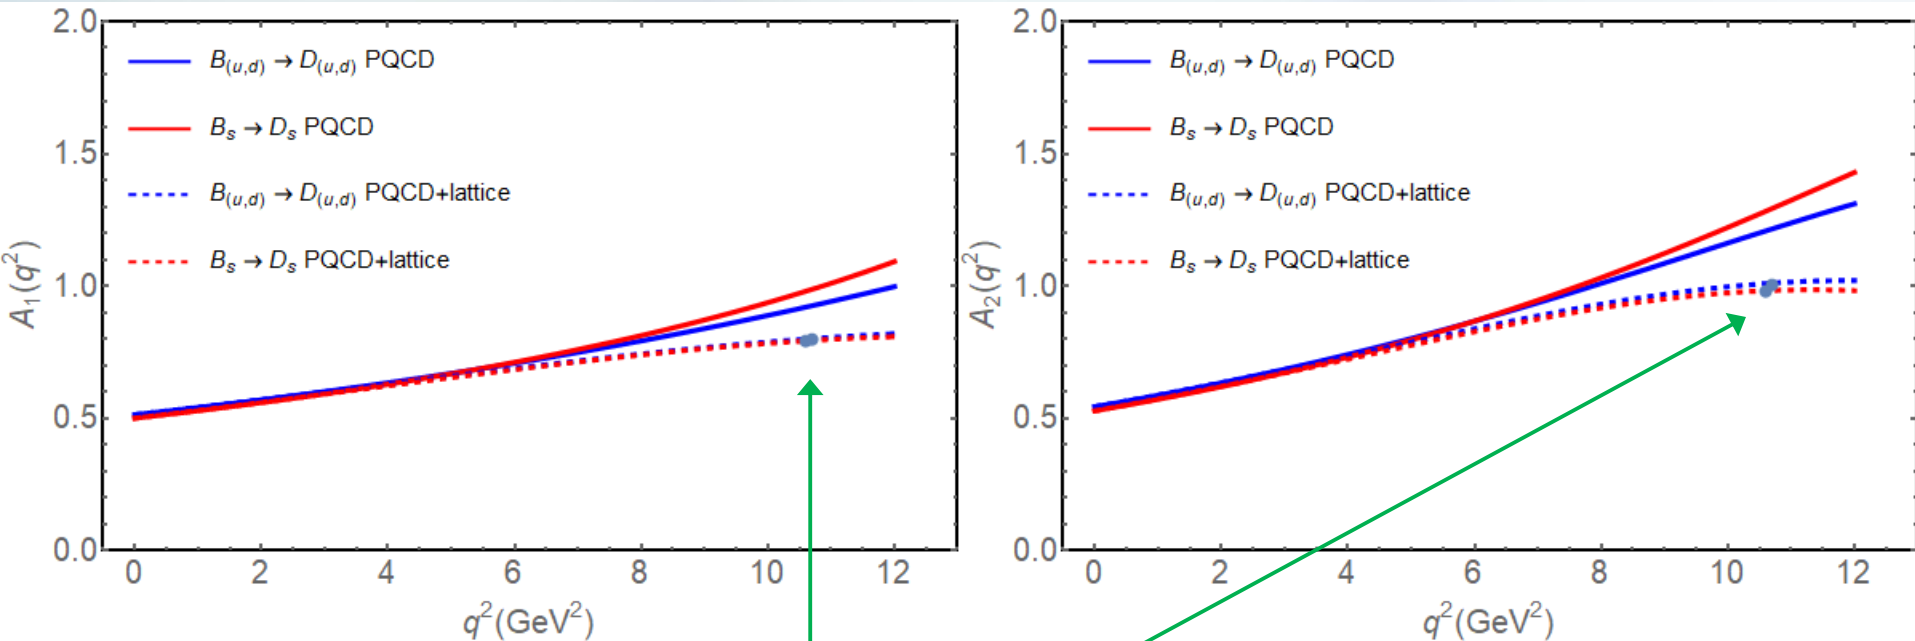 2.0
1.5
1.0
0.5
0.0
A₁(q²)
B(u,d) → D(u,d) PQCD
Bs → Ds PQCD
B(u,d) → D(u,d) PQCD+lattice
Bs → Ds PQCD+lattice
0 2 4 6 8 10 12
q²(GeV²)
2.0
1.5
1.0
0.5
0.0
A₂(q²)
B(u,d) → D(u,d) PQCD
Bs → Ds PQCD
B(u,d) → D(u,d) PQCD+lattice
Bs → Ds PQCD+lattice
0 2 4 6 8 10 12
q²(GeV²)